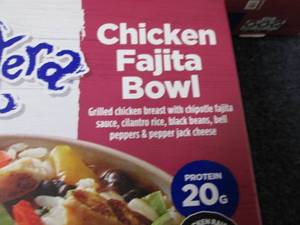 Chicken
Fajita
Bowl
Grilled chicken breast with chipotle fajita
sauce, cilantro rice, black beans, bell
peppers & pepper jack cheese
PROTEIN
20G